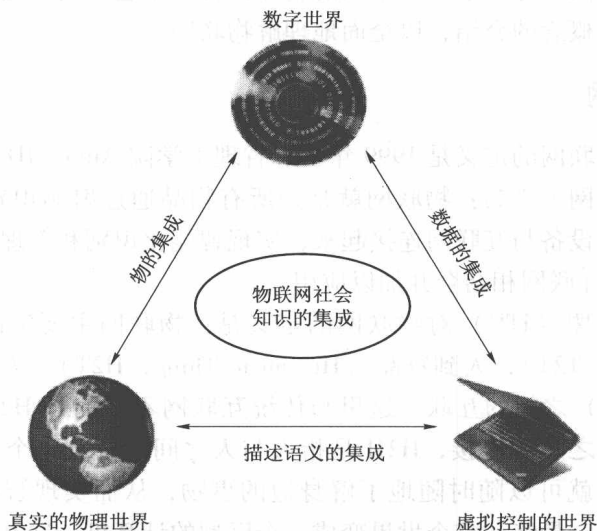 数字世界
物的集成
数据的集成
物联网社会
知识的集成
描述语义的集成
真实的物理世界
虚拟控制的世界